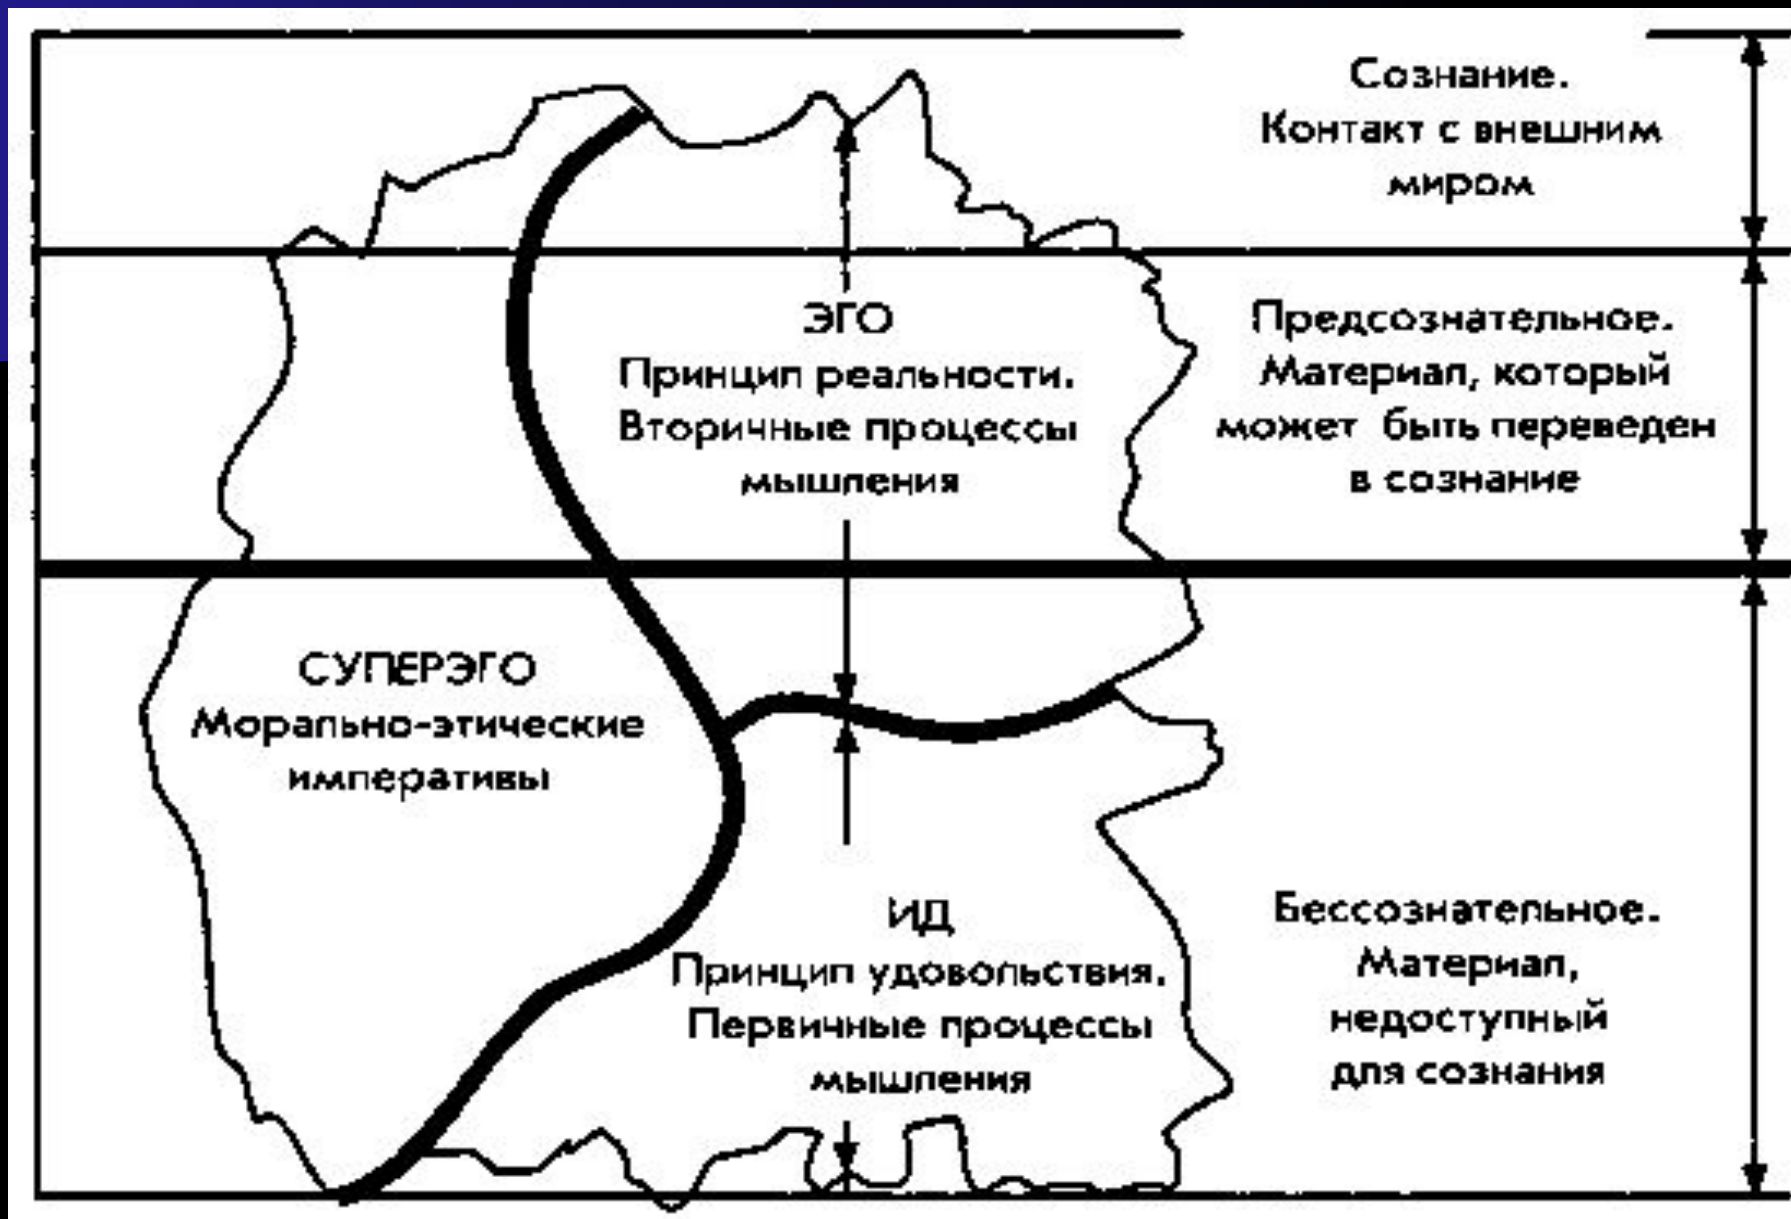 Сознание.
Контакт с внешним
миром
ЭГО
Принцип реальности.
Вторичные процессы
мышления
Предсознательное.
Материал, который
может быть переведен
в сознание
СУПЕРЭГО
Морально-этические
императивы
ИД
Принцип удовольствия.
Первичные процессы
мышления
Бессознательное.
Материал,
недоступный
для сознания